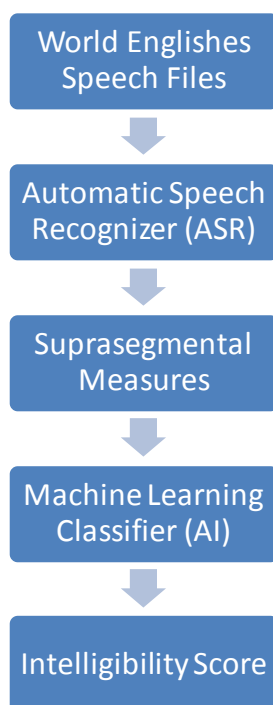 World Englishes
Speech Files
Automatic Speech
Recognizer (ASR)
Suprasegmental
Measures
Machine Learning
Classifier (AI)
Intelligibility Score